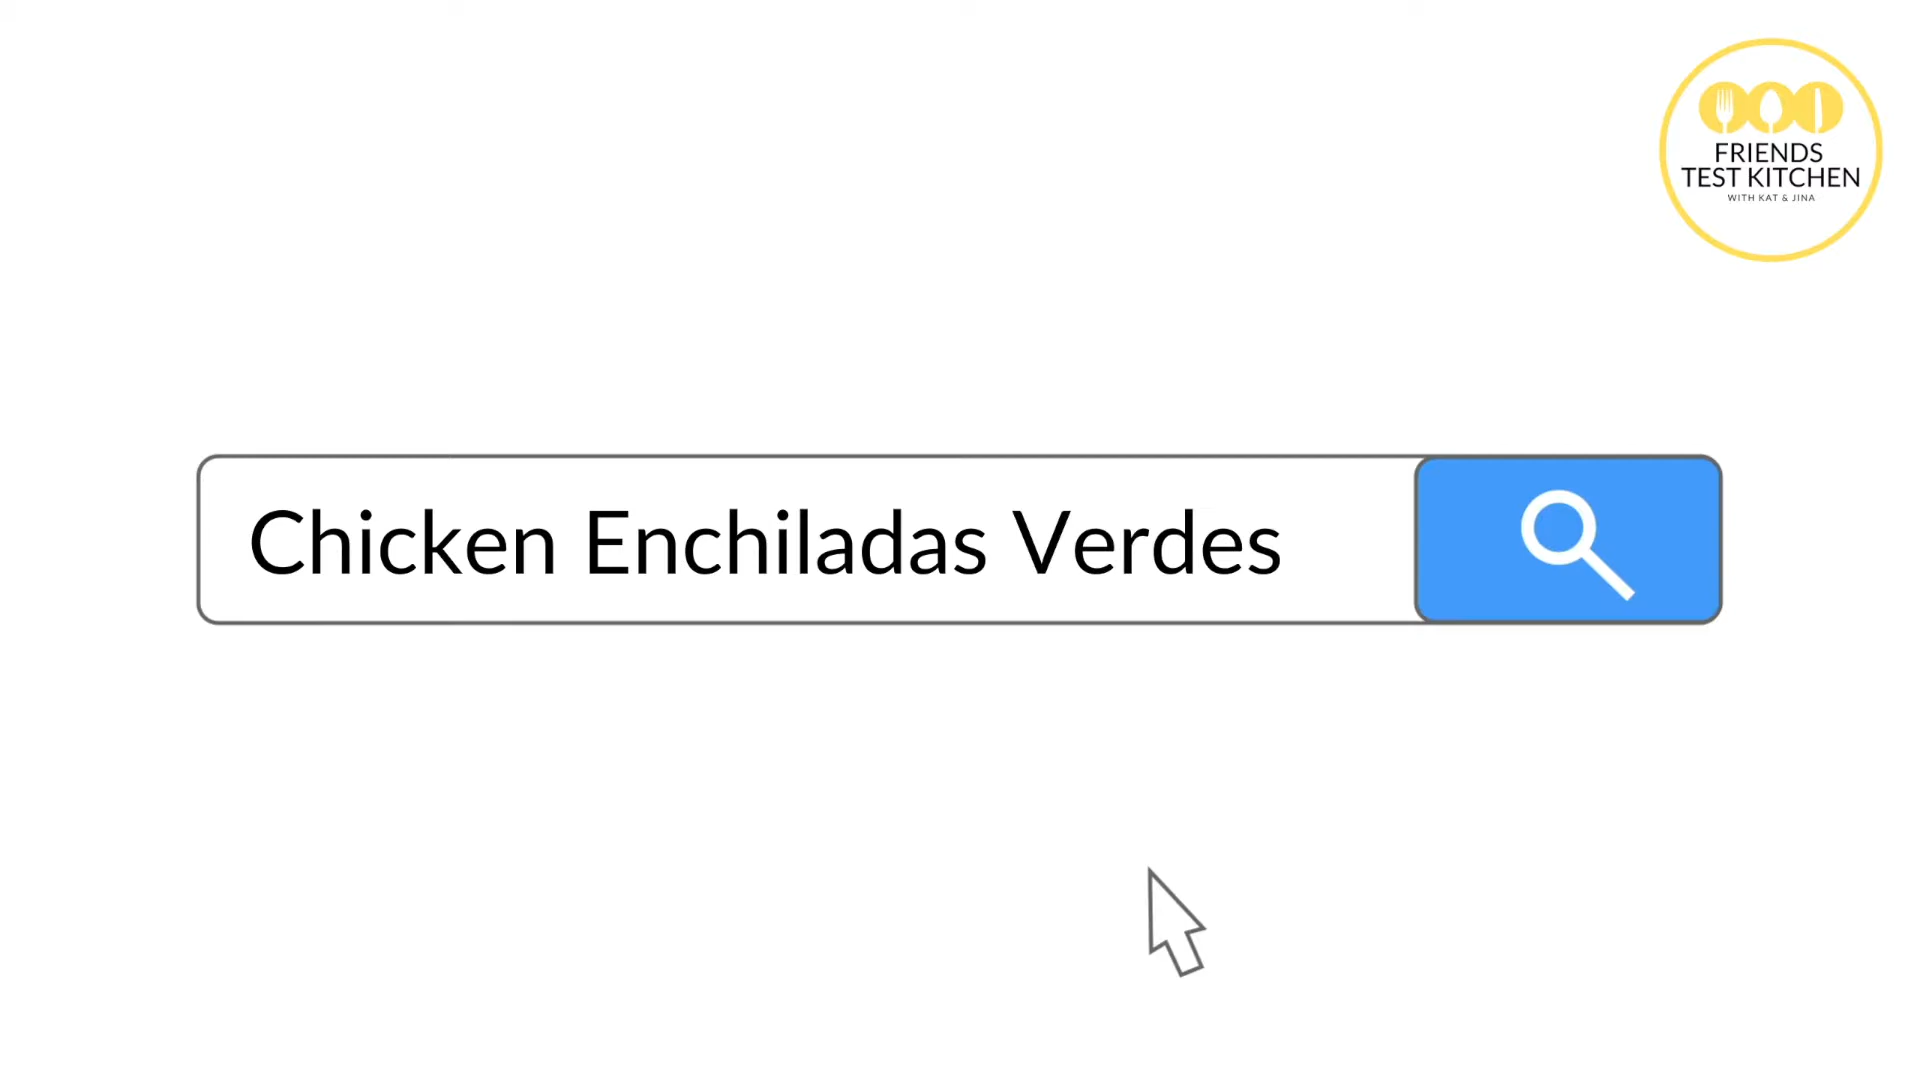 FRIENDS
TEST KITCHEN
WITH KAT & JINA
Chicken Enchiladas Verdes